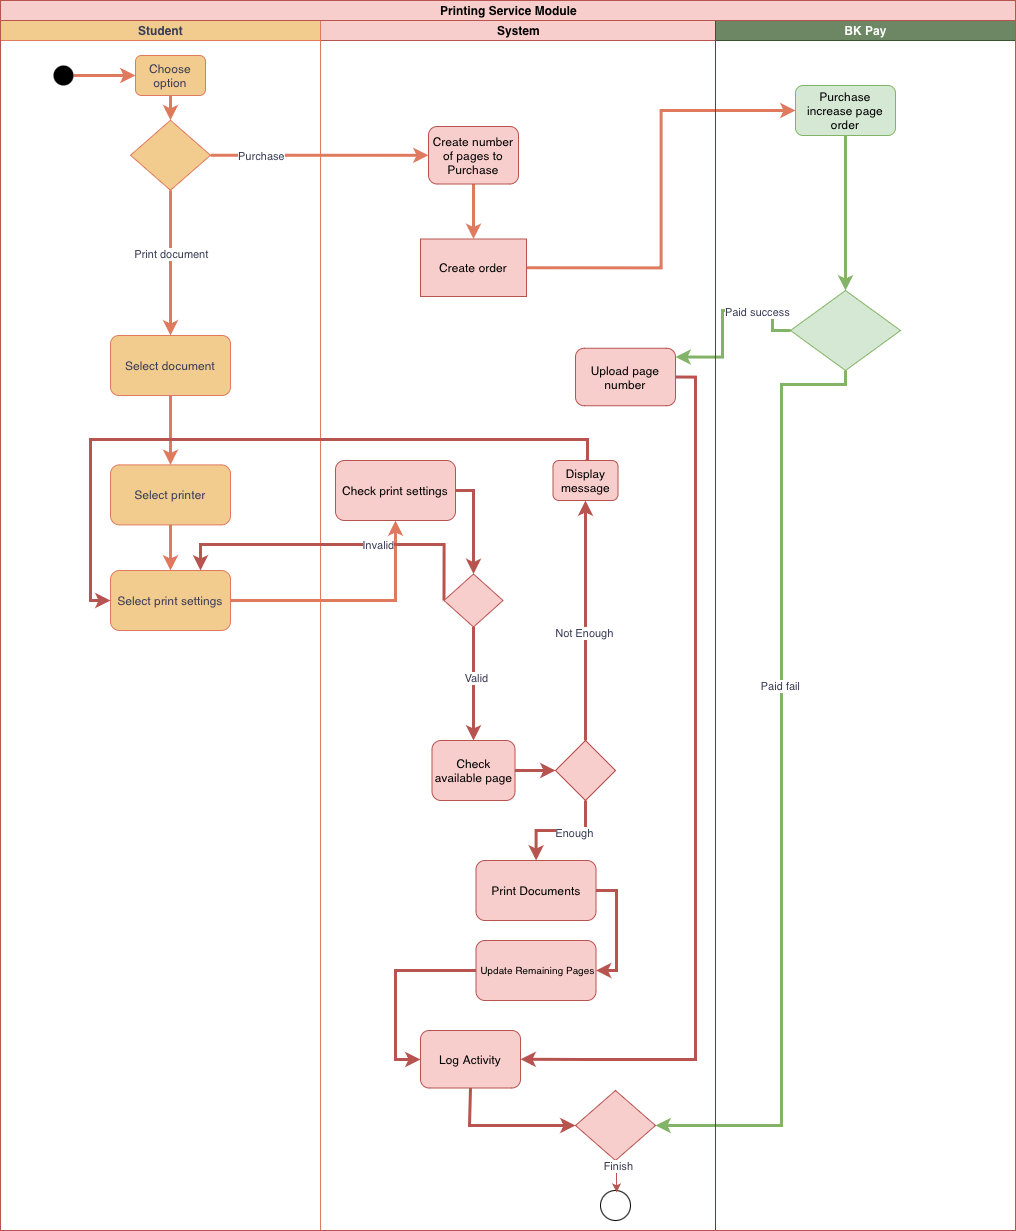 Printing Service Module
Student
System
BK Pay
Choose
option
Purchase
increase page
order
Create number
of pages to
Purchase
Purchase
Print document
Create order
Paid success
Select document
Upload page
number
Select printer
Check print settings
Display
message
Invalid
Select print settings
Not Enough
Valid
Paid fail
Check
available page
Enough
Print Documents
Update Remaining Pages
Log Activity
Finish